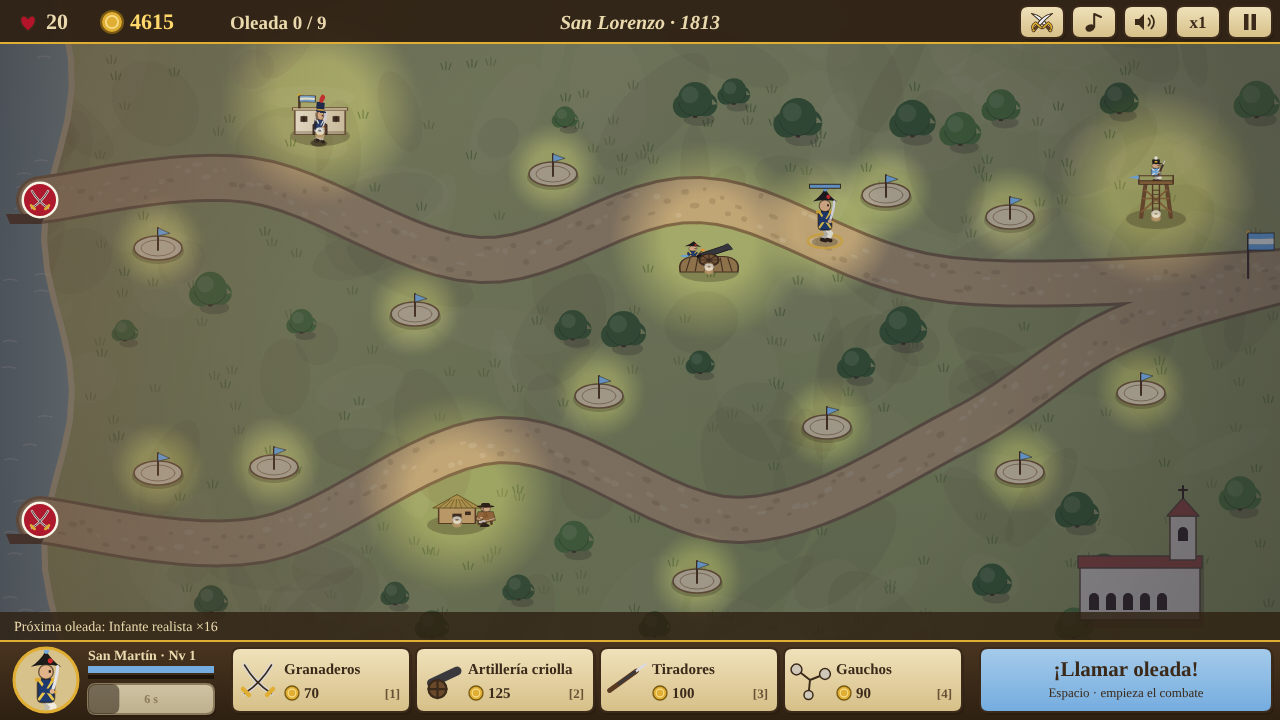 20
4615
Oleada 0 / 9
San Lorenzo · 1813
x1
Próxima oleada: Infante realista ×16
San Martín · Nv 1
6 s
Granaderos
70
[1]
Artillería criolla
125
[2]
Tiradores
100
[3]
Gauchos
90
[4]
¡Llamar oleada!
Espacio · empieza el combate